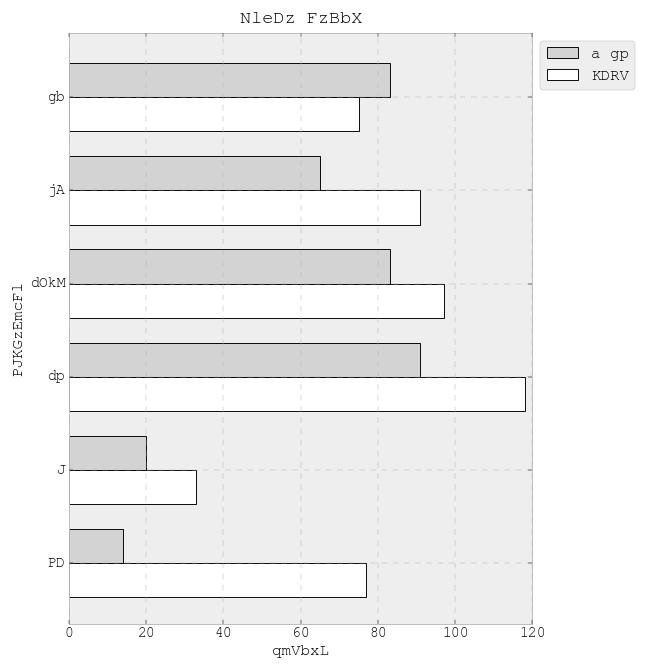 NleDz FzBbX
a gp
KDRV
gb
jA
dOkM
dp
J
PD
PJKGzEmcFl
0 20 40 60 80 100 120
qmVbxL